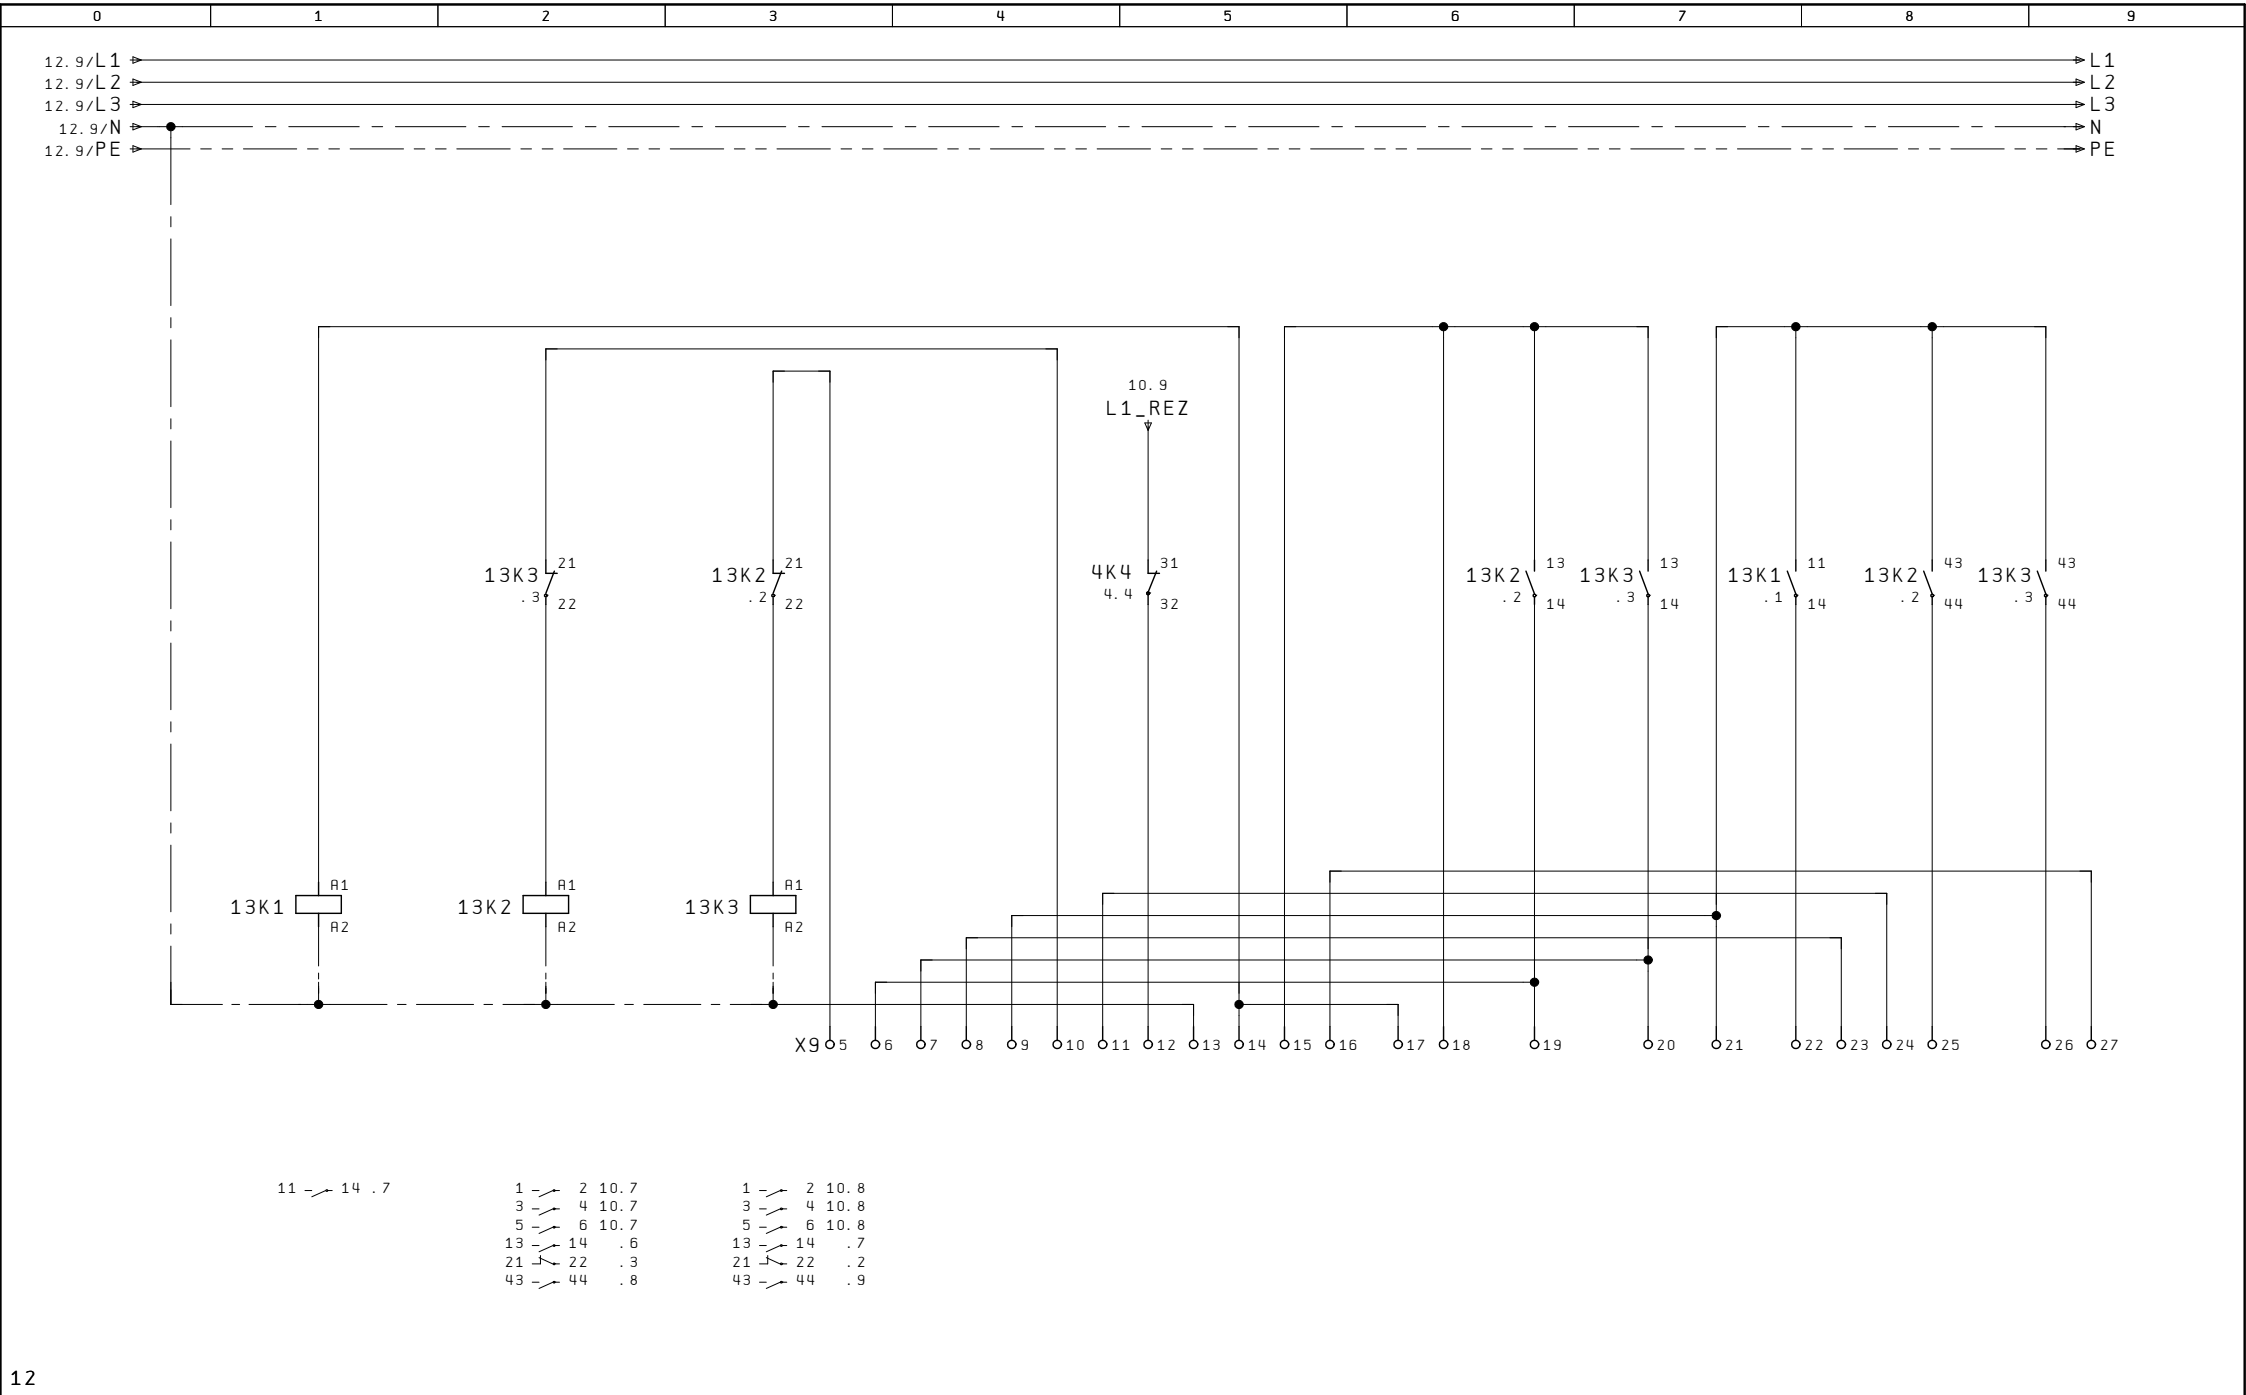 0 1 2 3 4 5 6 7 8 9
12.9/L1 L1
12.9/L2 L2
12.9/L3 L3
12.9/N N
12.9/PE PE
10.9
L1_REZ
13K3 21
.3 22
13K2 21
.2 22
4K4 31
4.4 32
13K2 13
.2 14
13K3 13
.3 14
13K1 11
.1 14
13K2 43
.2 44
13K3 43
.3 44
13K1 A1
A2
13K2 A1
A2
13K3 A1
A2
X9 5 6 7 8 9 10 11 12 13 14 15 16 17 18 19 20 21 22 23 24 25 26 27
11 14 .7
1 2 10.7
3 4 10.7
5 6 10.7
13 14 .6
21 22 .3
43 44 .8
1 2 10.8
3 4 10.8
5 6 10.8
13 14 .7
21 22 .2
43 44 .9
12